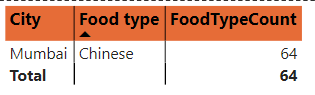 City Food type FoodTypeCount
Mumbai Chinese 64
Total 64